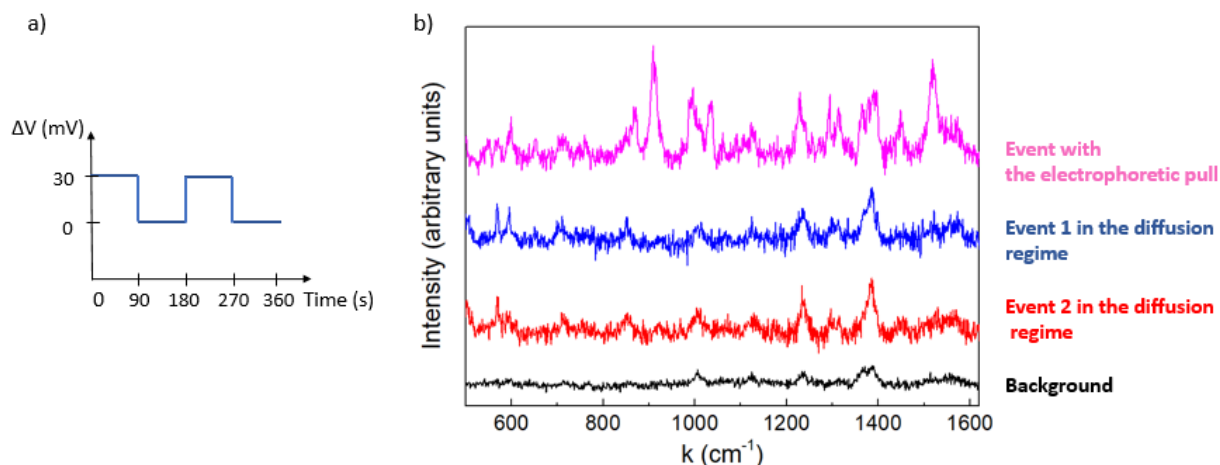 a)
ΔV (mV)
30
0
0 90 180 270 360 Time (s)
b)
Intensity (arbitrary units)
600 800 1000 1200 1400 1600
k (cm⁻¹)
Event with
the electrophoretic pull
Event 1 in the diffusion
regime
Event 2 in the diffusion
regime
Background